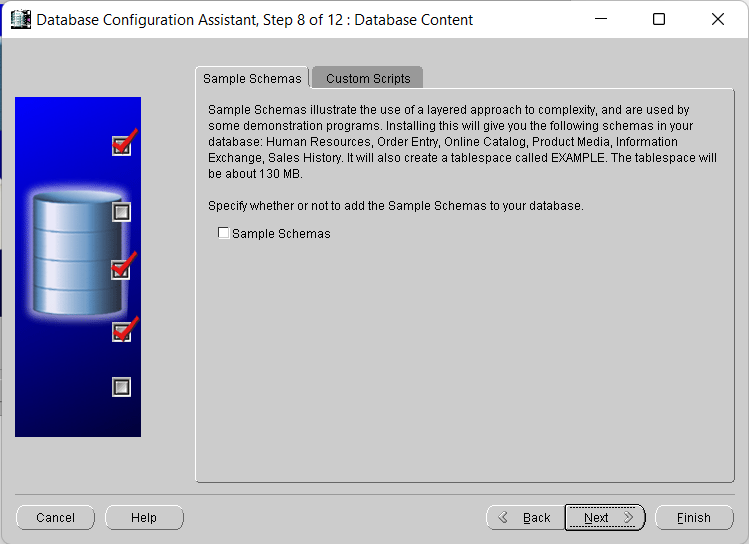 Database Configuration Assistant, Step 8 of 12 : Database Content
Sample Schemas
Custom Scripts
Sample Schemas illustrate the use of a layered approach to complexity, and are used by
some demonstration programs. Installing this will give you the following schemas in your
database: Human Resources, Order Entry, Online Catalog, Product Media, Information
Exchange, Sales History. It will also create a tablespace called EXAMPLE. The tablespace will
be about 130 MB.
Specify whether or not to add the Sample Schemas to your database.
Sample Schemas
Cancel
Help
Back
Next
Finish